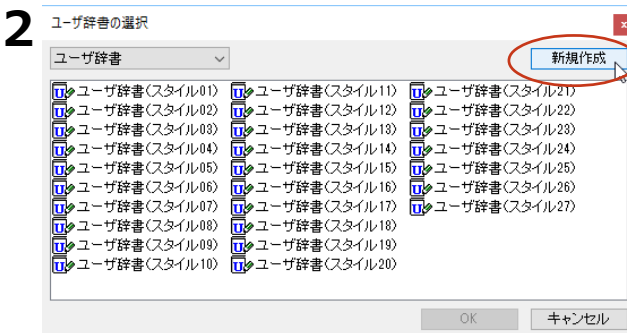 2
ユーザ辞書の選択
x
ユーザ辞書
新規作成
ユーザ辞書(スタイル01) ユーザ辞書(スタイル11) ユーザ辞書(スタイル21)
ユーザ辞書(スタイル02) ユーザ辞書(スタイル12) ユーザ辞書(スタイル22)
ユーザ辞書(スタイル03) ユーザ辞書(スタイル13) ユーザ辞書(スタイル23)
ユーザ辞書(スタイル04) ユーザ辞書(スタイル14) ユーザ辞書(スタイル24)
ユーザ辞書(スタイル05) ユーザ辞書(スタイル15) ユーザ辞書(スタイル25)
ユーザ辞書(スタイル06) ユーザ辞書(スタイル16) ユーザ辞書(スタイル26)
ユーザ辞書(スタイル07) ユーザ辞書(スタイル17) ユーザ辞書(スタイル27)
ユーザ辞書(スタイル08) ユーザ辞書(スタイル18)
ユーザ辞書(スタイル09) ユーザ辞書(スタイル19)
ユーザ辞書(スタイル10) ユーザ辞書(スタイル20)
OK キャンセル